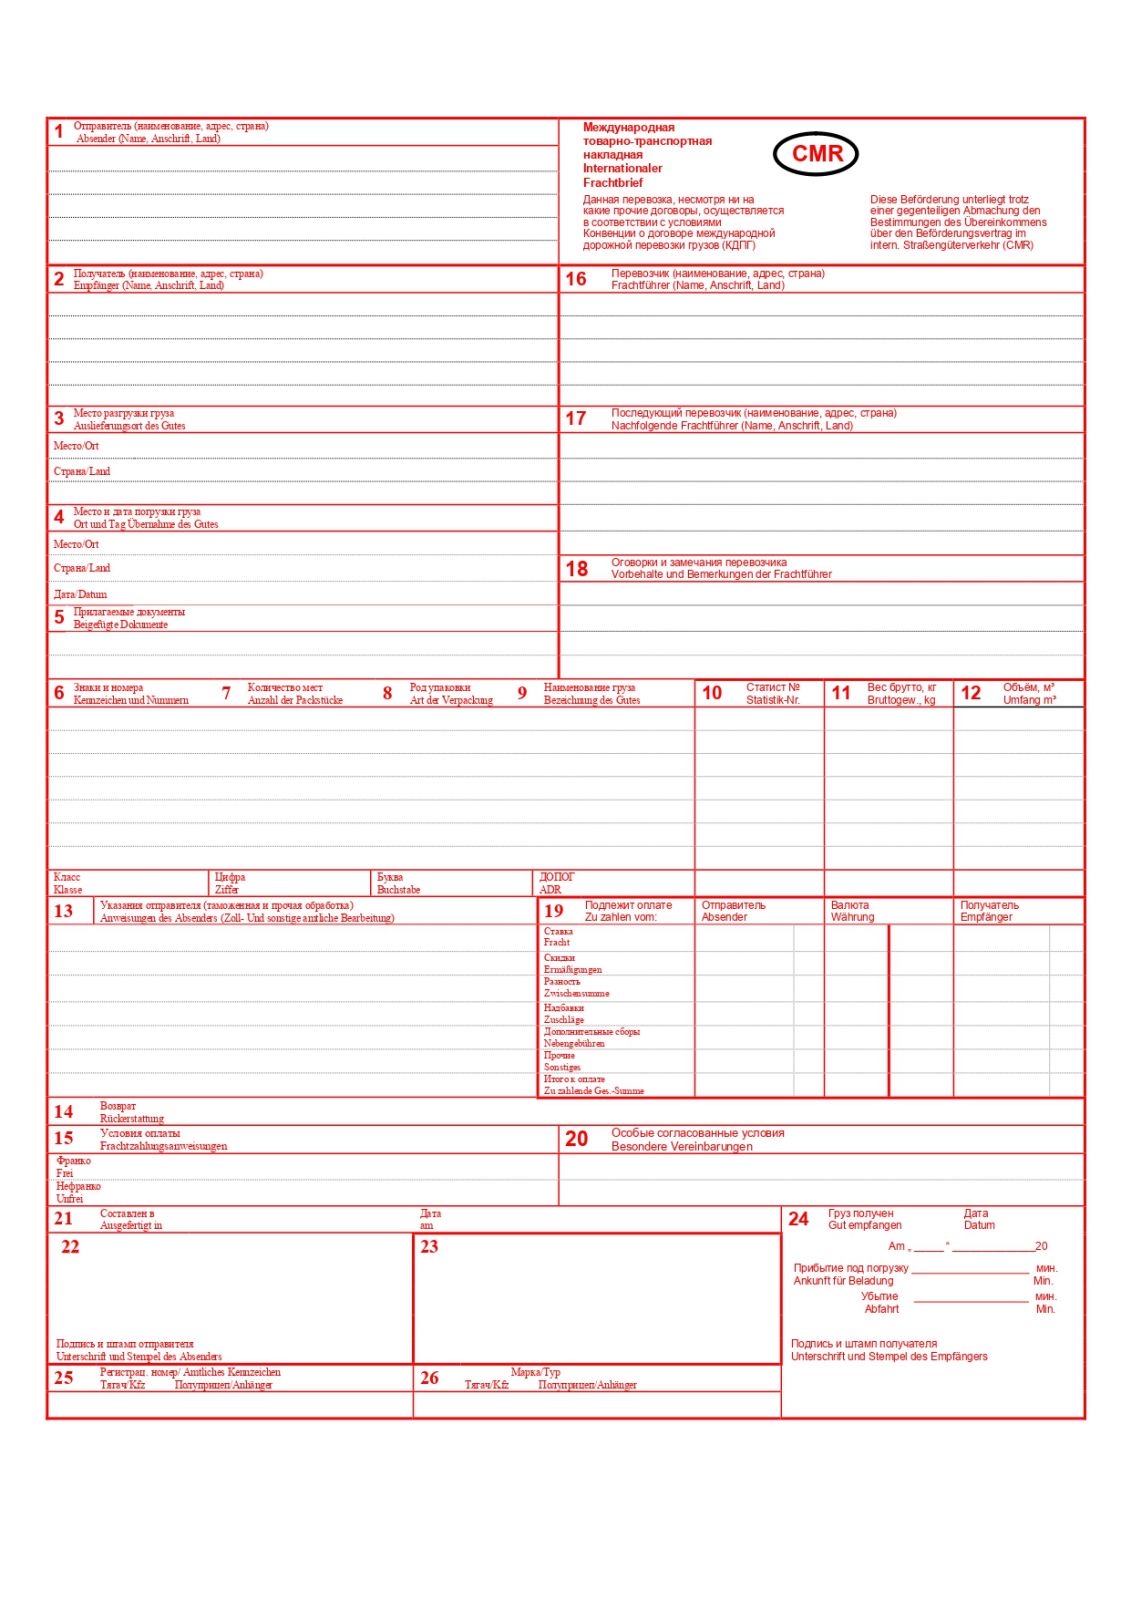 1 Отправитель (наименование, адрес, страна)
Absender (Name, Anschrift, Land)
Международная
товарно-транспортная
накладная
Internationaler
Frachtbrief
CMR
Данная перевозка, несмотря ни на
какие прочие договоры, осуществляется
в соответствии с условиями
Конвенции о договоре международной
дорожной перевозки грузов (КДПГ)
Diese Beförderung unterliegt trotz
einer gegenteiligen Abmachung den
Bestimmungen des Übereinkommens
über den Beförderungsvertrag im
intern. Straßengüterverkehr (CMR)
2 Получатель (наименование, адрес, страна)
Empfänger (Name, Anschrift, Land)
16 Перевозчик (наименование, адрес, страна)
Frachtführer (Name, Anschrift, Land)
3 Место разгрузки груза
Auslieferungsort des Gutes
Место/Ort
Страна/Land
17 Последующий перевозчик (наименование, адрес, страна)
Nachfolgende Frachtführer (Name, Anschrift, Land)
4 Место и дата погрузки груза
Ort und Tag Übernahme des Gutes
Место/Ort
Страна/Land
Дата/Datum
18 Оговорки и замечания перевозчика
Vorbehalte und Bemerkungen der Frachtführer
5 Прилагаемые документы
Beigefügte Dokumente
6 Знаки и номера
Kennzeichen und Nummern
7 Количество мест
Anzahl der Packstücke
8 Род упаковки
Art der Verpackung
9 Наименование груза
Bezeichnung des Gutes
10 Статист №
Statistik-Nr.
11 Вес брутто, кг
Bruttogew., kg
12 Объём, м³
Umfang m³
Класс
Klasse
Цифра
Ziffer
Буква
Buchstabe
ДОПОГ
ADR
13 Указания отправителя (таможенная и прочая обработка)
Anweisungen des Absenders (Zoll- Und sonstige amtliche Bearbeitung)
19 Подлежит оплате
Zu zahlen vom:
Отправитель
Absender
Валюта
Währung
Получатель
Empfänger
Ставка
Fracht
Скидки
Ermäßigungen
Разность
Zwischensumme
Надбавки
Zuschläge
Дополнительные сборы
Nebengebühren
Прочие
Sonstiges
Итого к оплате
Zu zahlende Ges.-Summe
14 Возврат
Rückerstattung
15 Условия оплаты
Frachtzahlungsanweisungen
Франко
Frei
Нефранко
Unfrei
20 Особые согласованные условия
Besondere Vereinbarungen
21 Составлен в
Ausgefertigt in
Дата
am
24 Груз получен
Gut empfangen
Дата
Datum
Am „ _____ “ ______________20
Прибытие под погрузку ____________________ мин.
Ankunft für Beladung Min.
Убытие ___________________ мин.
Abfahrt Min.
Подпись и штамп получателя
Unterschrift und Stempel des Empfängers
22
Подпись и штамп отправителя
Unterschrift und Stempel des Absenders
23
25 Регистрац. номер/ Amtliches Kennzeichen
Тягач/Kfz Полуприцеп/Anhänger
26 Марка/Typ
Тягач/Kfz Полуприцеп/Anhänger